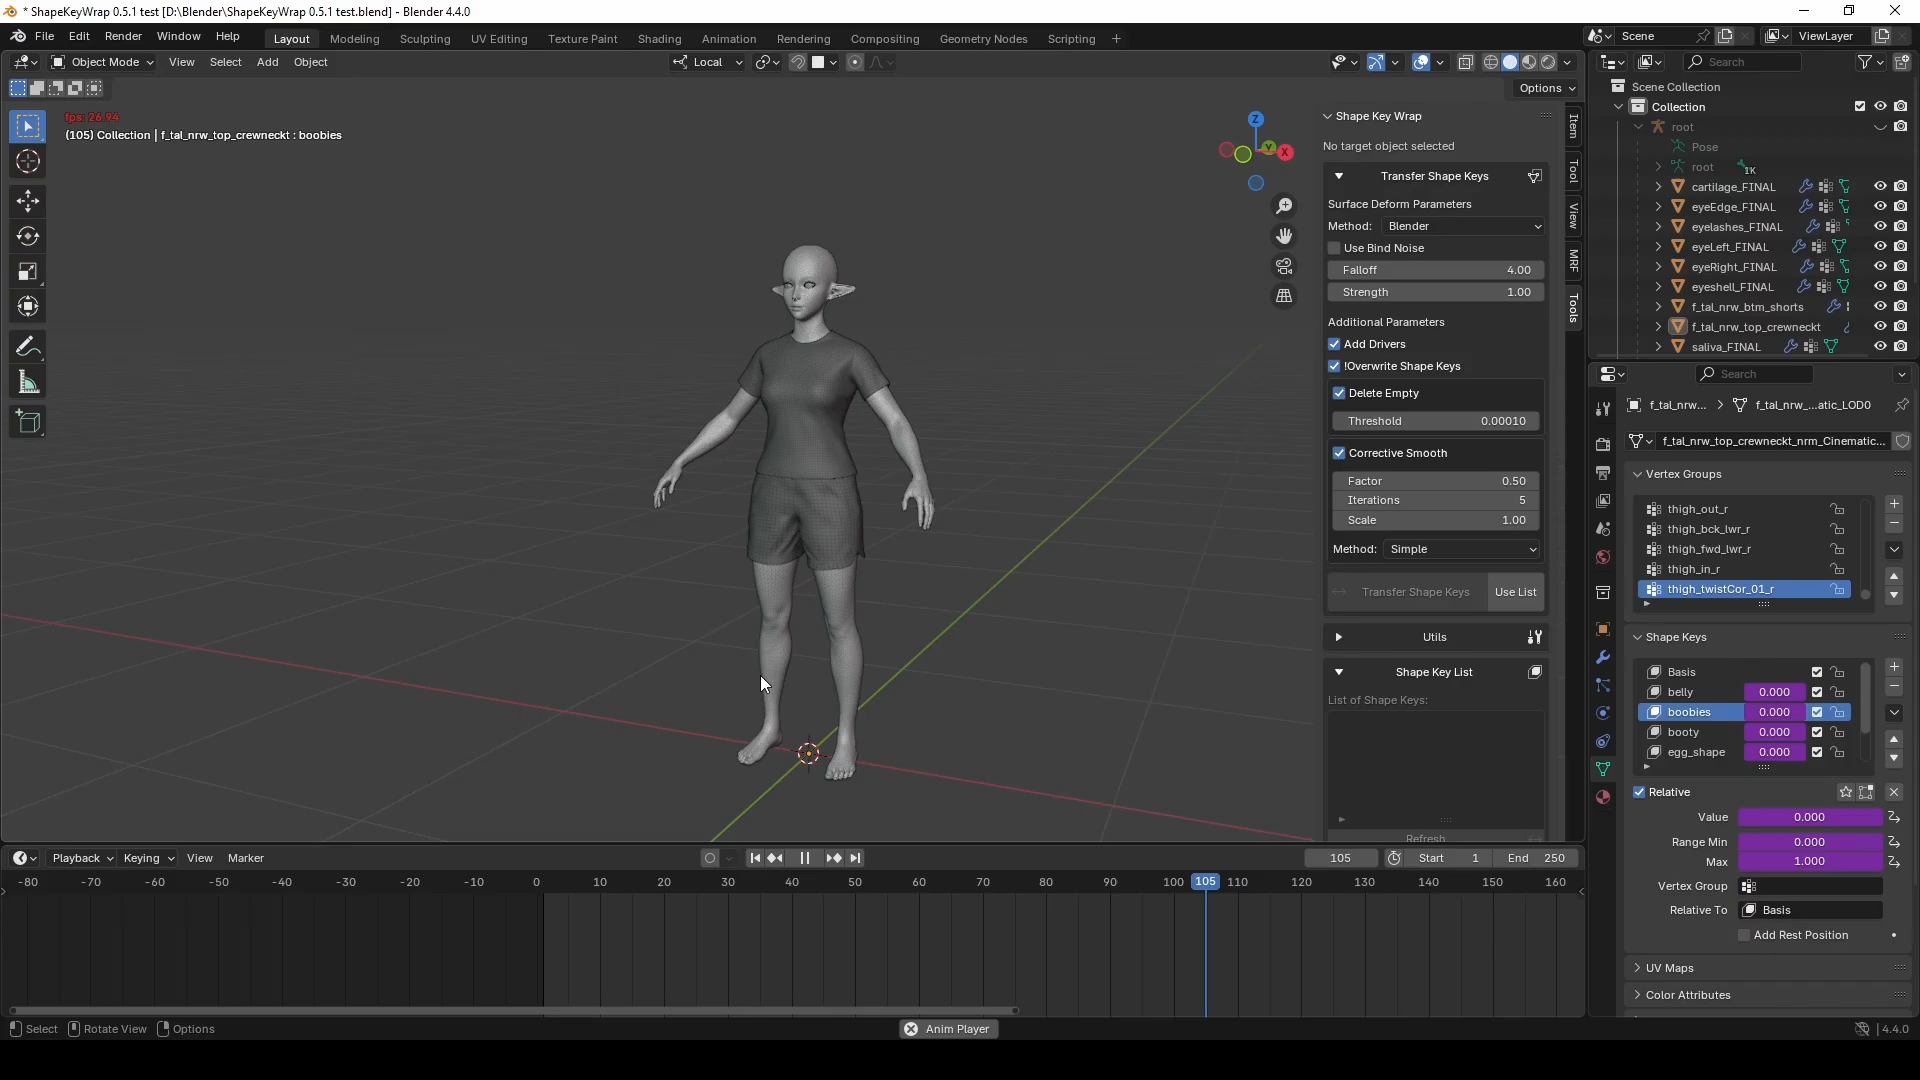 * ShapeKeyWrap 0.5.1 test [D:\Blender\ShapeKeyWrap 0.5.1 test.blend] - Blender 4.4.0
File Edit Render Window Help
Layout Modeling Sculpting UV Editing Texture Paint Shading Animation Rendering Compositing Geometry Nodes Scripting +
Scene ViewLayer
Object Mode View Select Add Object
Local
Search
Options
fps: 26.94
(105) Collection | f_tal_nrw_top_crewneckt : boobies
Z
Y
X
Shape Key Wrap
No target object selected
Transfer Shape Keys
Surface Deform Parameters
Method: Blender
Use Bind Noise
Falloff 4.00
Strength 1.00
Additional Parameters
Add Drivers
!Overwrite Shape Keys
Delete Empty
Threshold 0.00010
Corrective Smooth
Factor 0.50
Iterations 5
Scale 1.00
Method: Simple
Transfer Shape Keys Use List
Utils
Shape Key List
List of Shape Keys:
Refresh
Item
Tool
View
MRF
Tools
Scene Collection
Collection
root
Pose
root 1K
cartilage_FINAL
eyeEdge_FINAL
eyelashes_FINAL
eyeLeft_FINAL
eyeRight_FINAL
eyeshell_FINAL
f_tal_nrw_btm_shorts
f_tal_nrw_top_crewneckt
saliva_FINAL
Search
f_tal_nrw... f_tal_nrw_...atic_LOD0
f_tal_nrw_top_crewneckt_nrm_Cinematic...
Vertex Groups
thigh_out_r
thigh_bck_lwr_r
thigh_fwd_lwr_r
thigh_in_r
thigh_twistCor_01_r
Shape Keys
Basis
belly 0.000
boobies 0.000
booty 0.000
egg_shape 0.000
Relative
Value 0.000
Range Min 0.000
Max 1.000
Vertex Group
Relative To Basis
Add Rest Position
UV Maps
Color Attributes
Playback Keying View Marker
105 Start 1 End 250
-80 -70 -60 -50 -40 -30 -20 -10 0 10 20 30 40 50 60 70 80 90 100 105 110 120 130 140 150 160
Select Rotate View Options
Anim Player
4.4.0